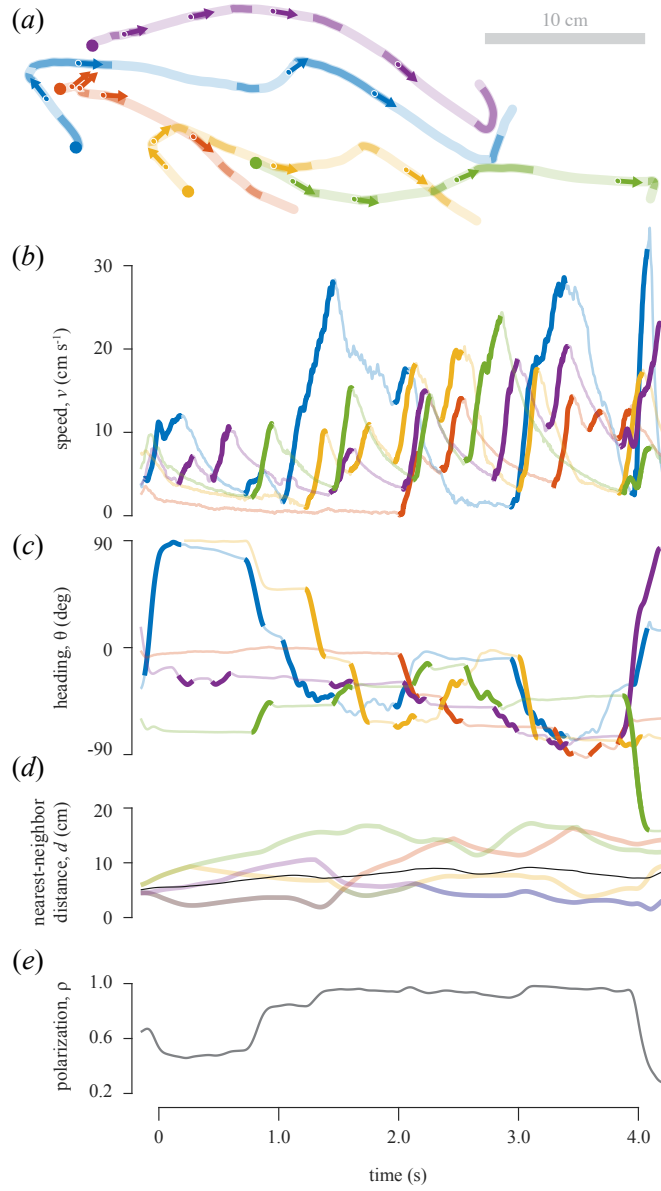 (a)
10 cm
(b)
30
20
10
0
speed, v (cm s⁻¹)
(c)
90
0
-90
heading, θ (deg)
(d)
20
10
0
nearest-neighbor
distance, d (cm)
(e)
1.0
0.6
0.2
polarization, ρ
0 1.0 2.0 3.0 4.0
time (s)